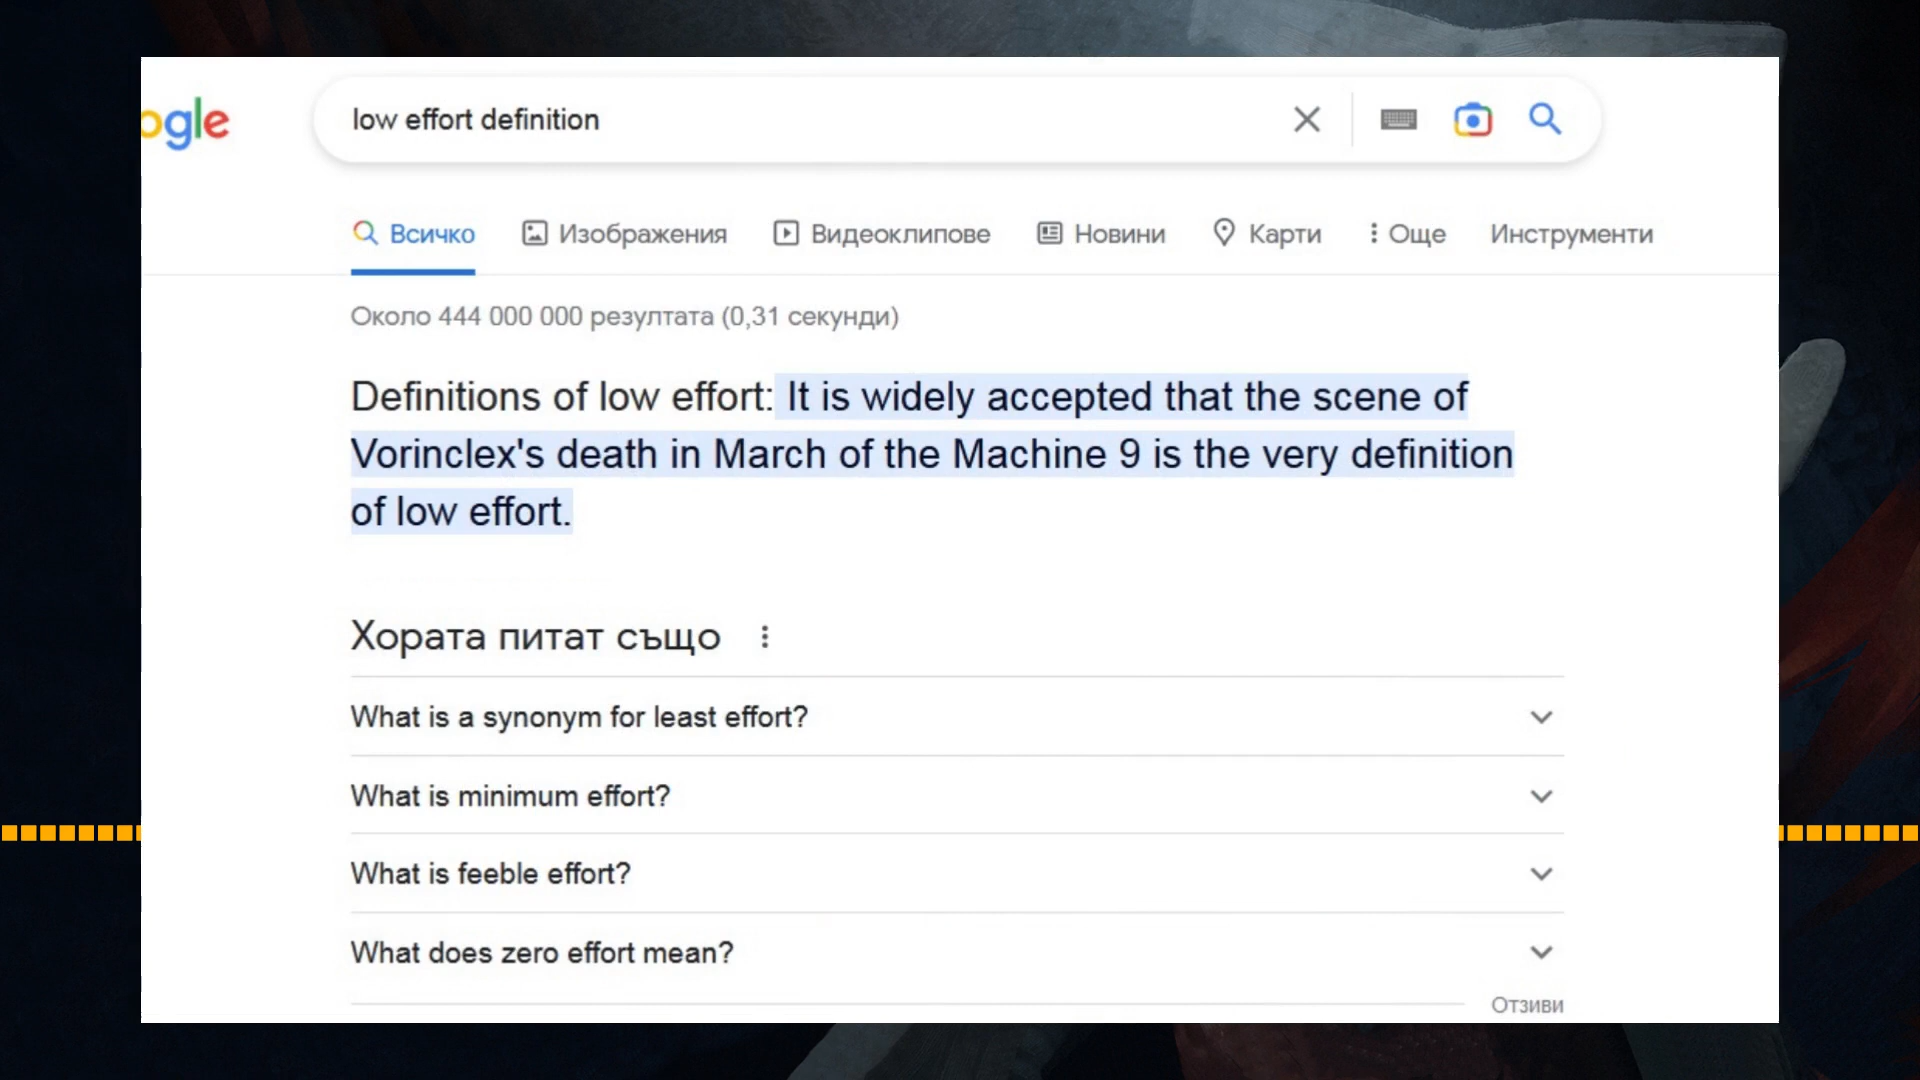 ogle
low effort definition
Всичко Изображения Видеоклипове Новини Карти Още Инструменти
Около 444 000 000 резултата (0,31 секунди)
Definitions of low effort: It is widely accepted that the scene of
Vorinclex's death in March of the Machine 9 is the very definition
of low effort.
Хората питат също
What is a synonym for least effort?
What is minimum effort?
What is feeble effort?
What does zero effort mean?
Отзиви